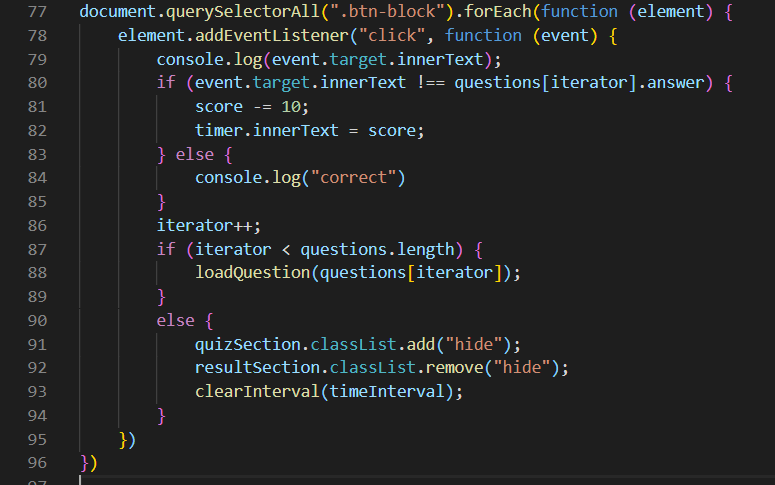 77 document.querySelectorAll(".btn-block").forEach(function (element) {
78     element.addEventListener("click", function (event) {
79         console.log(event.target.innerText);
80         if (event.target.innerText !== questions[iterator].answer) {
81             score -= 10;
82             timer.innerText = score;
83         } else {
84             console.log("correct")
85         }
86         iterator++;
87         if (iterator < questions.length) {
88             loadQuestion(questions[iterator]);
89         }
90         else {
91             quizSection.classList.add("hide");
92             resultSection.classList.remove("hide");
93             clearInterval(timeInterval);
94         }
95     })
96 })
97